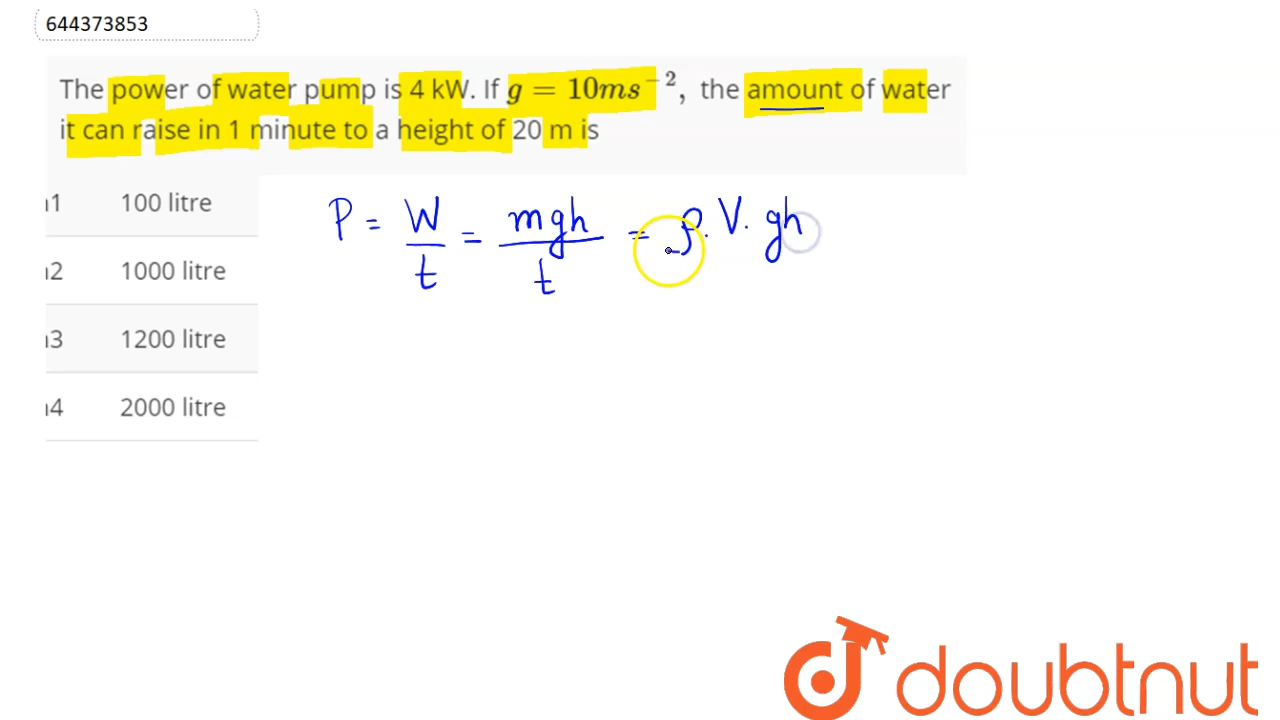 644373853
The power of water pump is 4 kW. If g = 10ms⁻², the amount of water
it can raise in 1 minute to a height of 20 m is
1 100 litre
2 1000 litre
3 1200 litre
4 2000 litre
P = W/t = mgh/t = ρ.V.gh
doubtnut